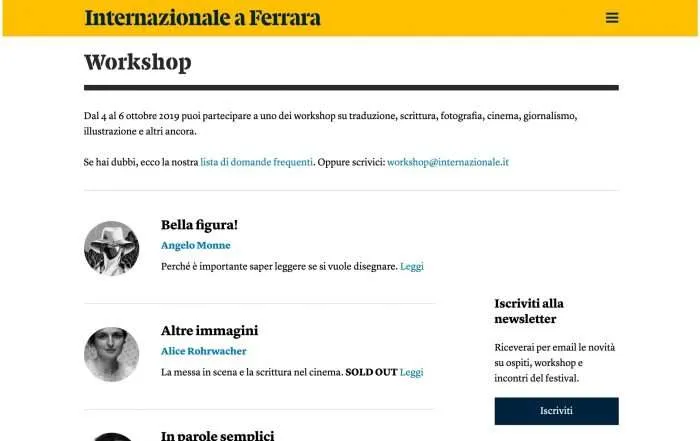 Internazionale a Ferrara
Workshop
Dal 4 al 6 ottobre 2019 puoi partecipare a uno dei workshop su traduzione, scrittura, fotografia, cinema, giornalismo,
illustrazione e altri ancora.
Se hai dubbi, ecco la nostra lista di domande frequenti. Oppure scrivici: workshop@internazionale.it
Bella figura!
Angelo Monne
Perché è importante saper leggere se si vuole disegnare. Leggi
Altre immagini
Alice Rohrwacher
La messa in scena e la scrittura nel cinema. SOLD OUT Leggi
In parole semplici
Iscriviti alla
newsletter
Riceverai per email le novità
su ospiti, workshop e
incontri del festival.
Iscriviti